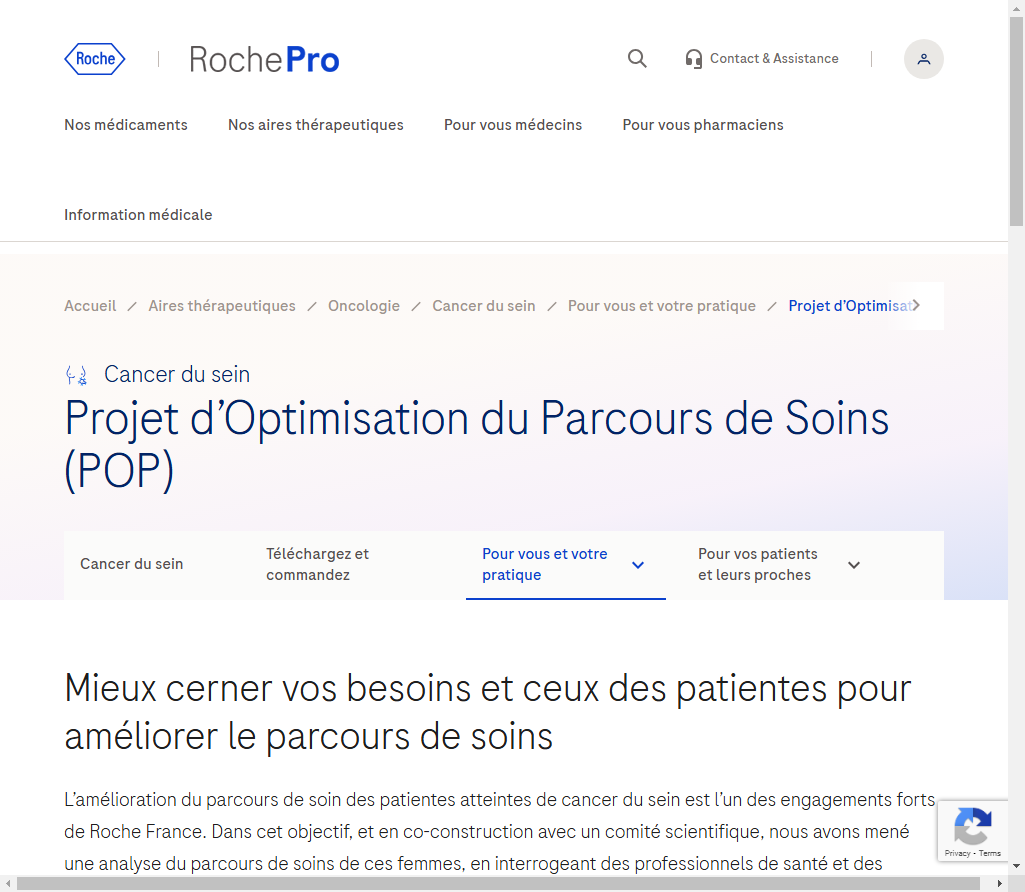 Roche
RochePro
Contact & Assistance
Nos médicaments
Nos aires thérapeutiques
Pour vous médecins
Pour vous pharmaciens
Information médicale
Accueil / Aires thérapeutiques / Oncologie / Cancer du sein / Pour vous et votre pratique / Projet d’Optimisat
Cancer du sein
Projet d’Optimisation du Parcours de Soins
(POP)
Cancer du sein
Téléchargez et
commandez
Pour vous et votre
pratique
Pour vos patients
et leurs proches
Mieux cerner vos besoins et ceux des patientes pour
améliorer le parcours de soins
L’amélioration du parcours de soin des patientes atteintes de cancer du sein est l’un des engagements forts
de Roche France. Dans cet objectif, et en co-construction avec un comité scientifique, nous avons mené
une analyse du parcours de soins de ces femmes, en interrogeant des professionnels de santé et des
Privacy - Terms